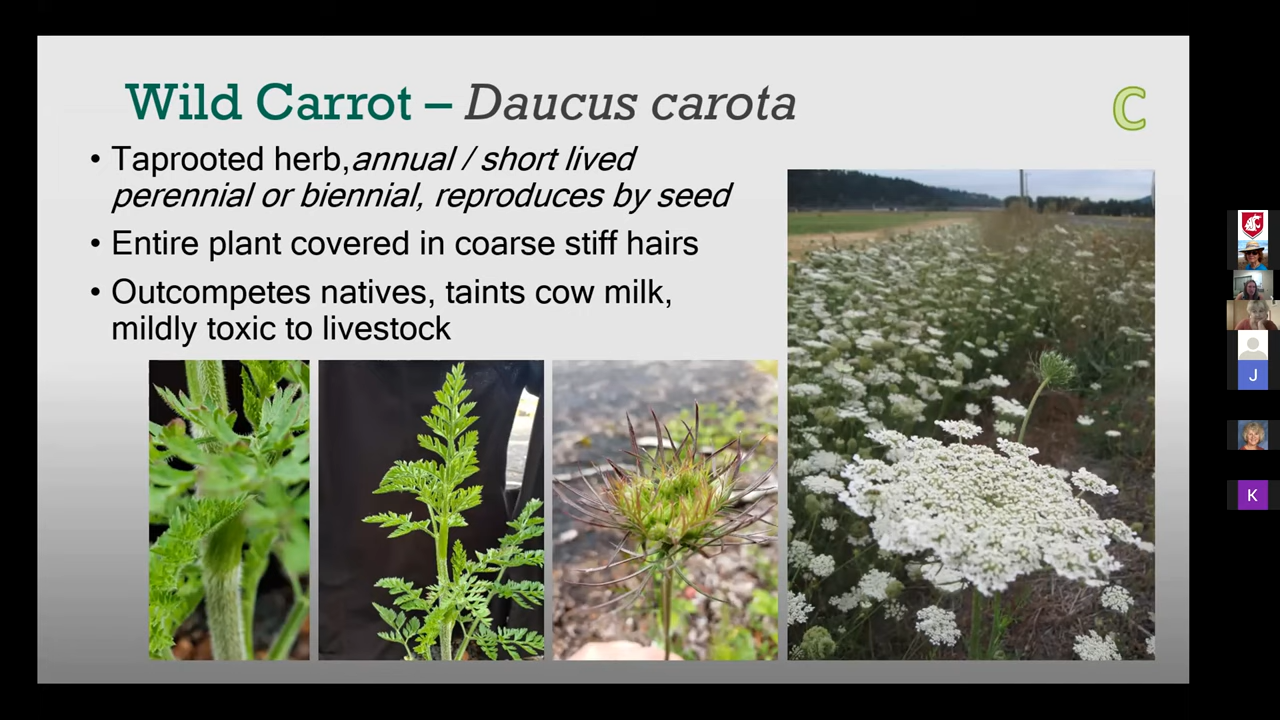 Wild Carrot – Daucus carota
C
• Taprooted herb, annual / short lived
perennial or biennial, reproduces by seed
• Entire plant covered in coarse stiff hairs
• Outcompetes natives, taints cow milk,
mildly toxic to livestock
J
K